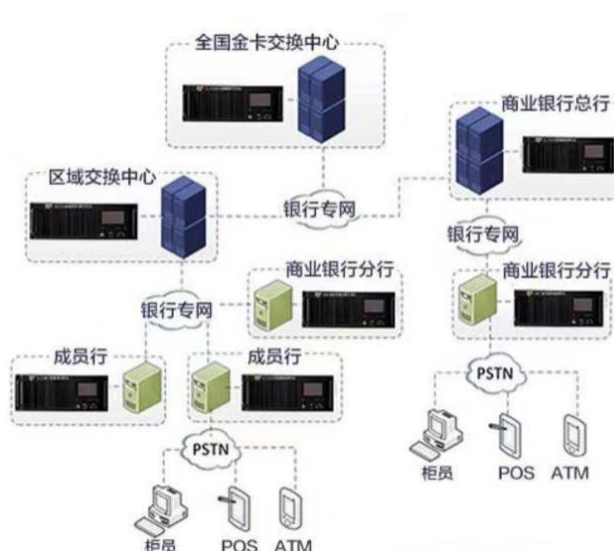 全国金卡交换中心
商业银行总行
区域交换中心
银行专网
银行专网
商业银行分行
商业银行分行
银行专网
成员行
成员行
PSTN
柜员
POS
ATM
PSTN
柜员
POS
ATM